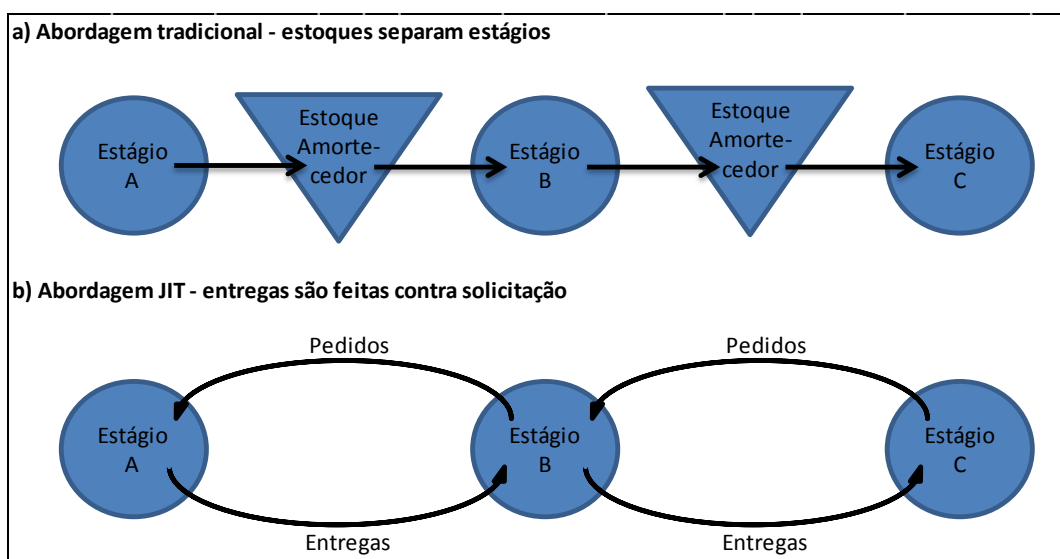 a) Abordagem tradicional - estoques separam estágios
Estágio
A
Estoque
Amorte-
cedor
Estágio
B
Estoque
Amorte-
cedor
Estágio
C
b) Abordagem JIT - entregas são feitas contra solicitação
Pedidos
Pedidos
Estágio
A
Estágio
B
Estágio
C
Entregas
Entregas